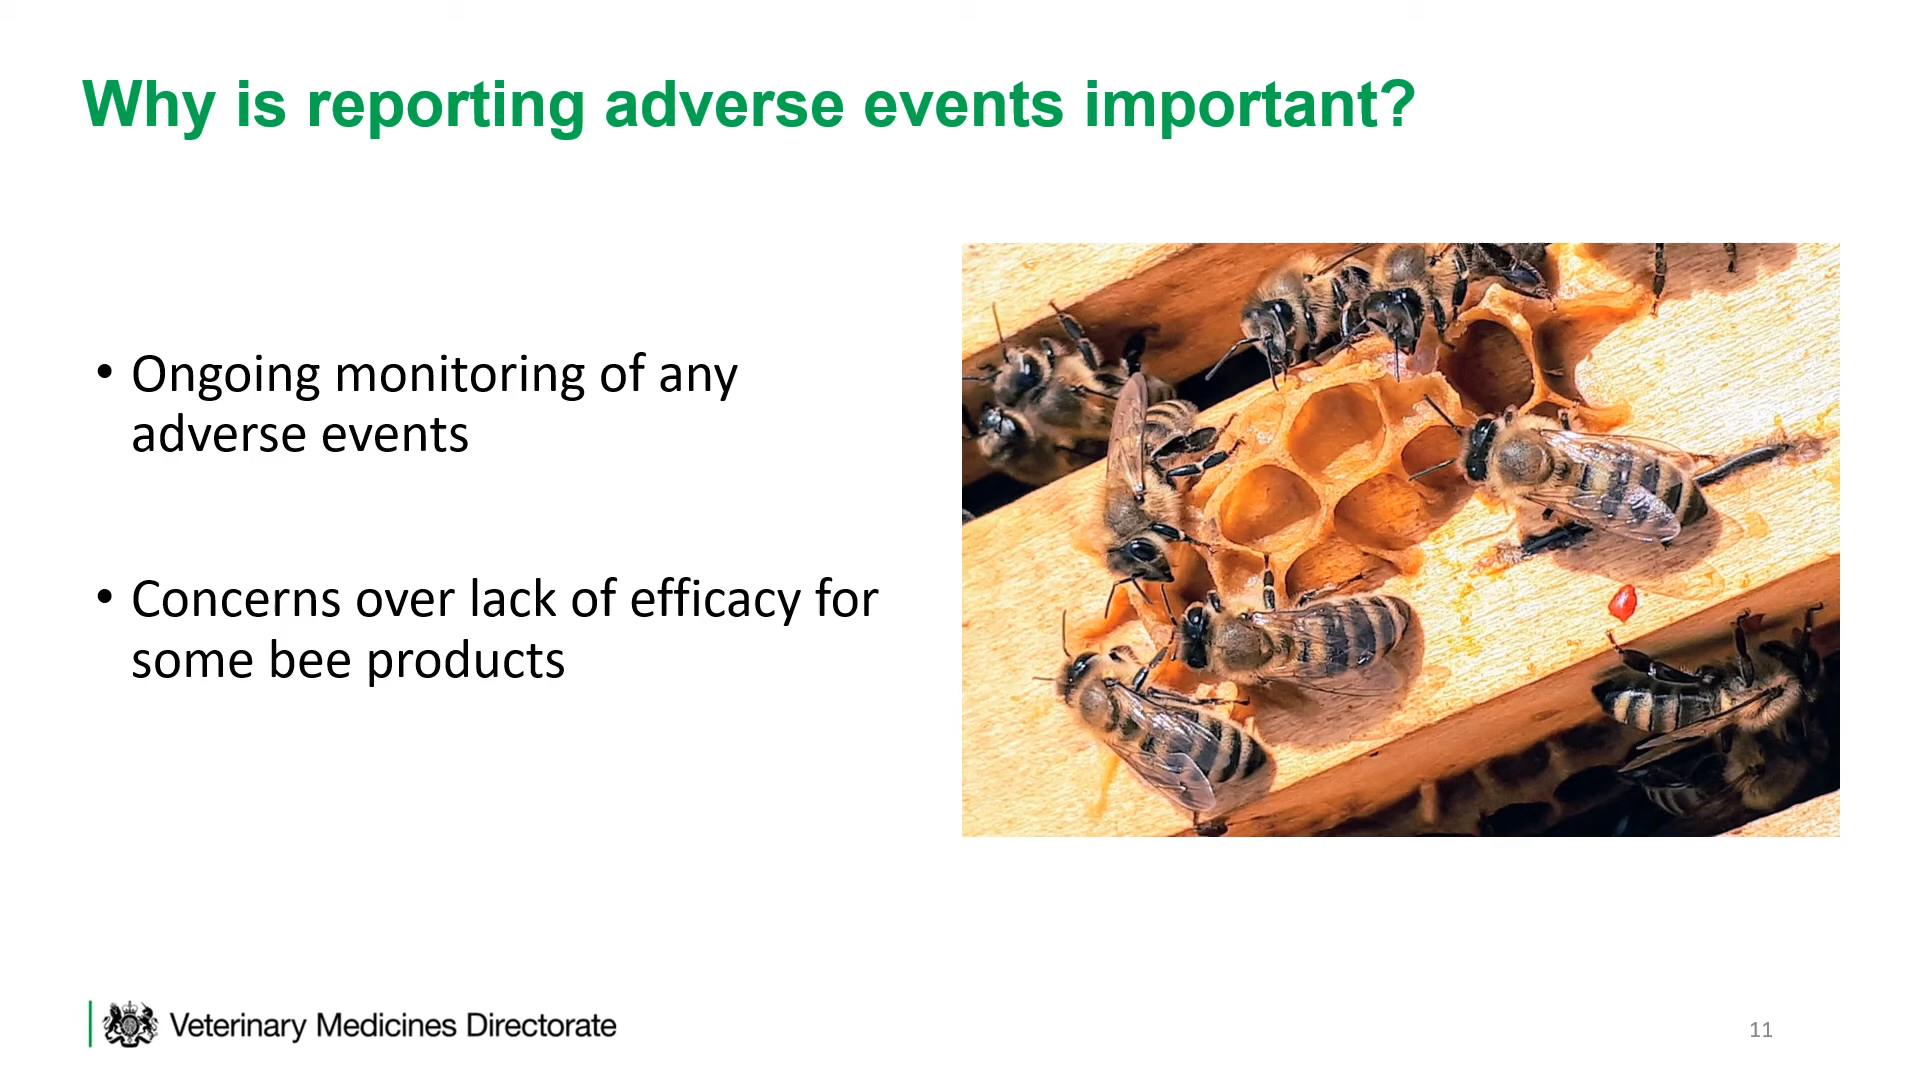 Why is reporting adverse events important?
• Ongoing monitoring of any
adverse events
• Concerns over lack of efficacy for
some bee products
Veterinary Medicines Directorate
11